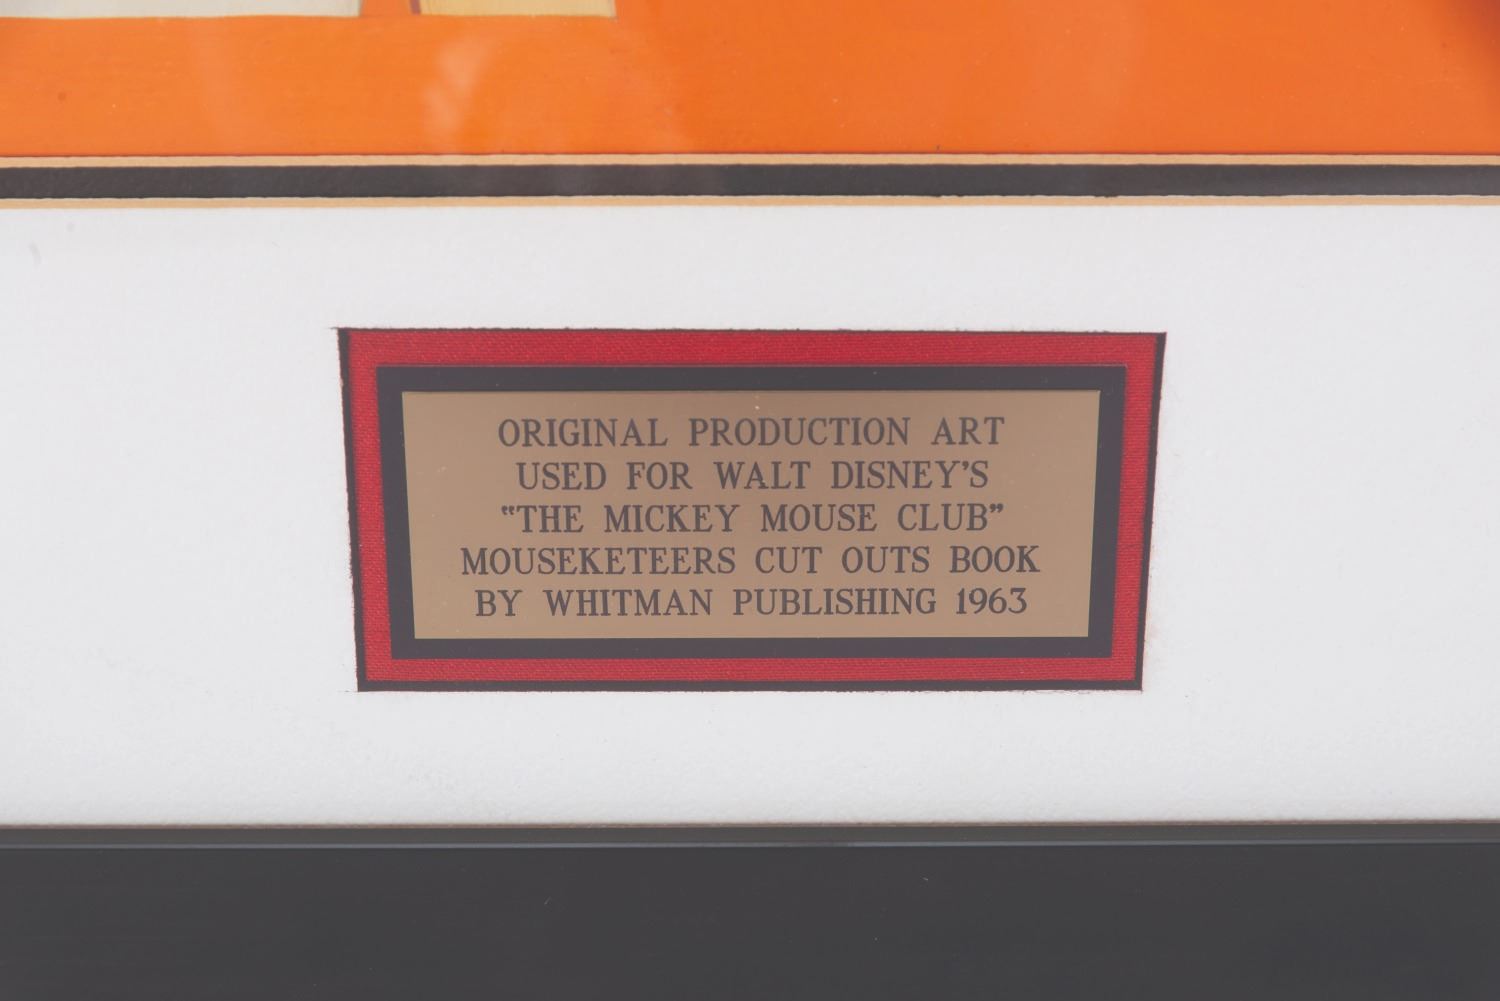 ORIGINAL PRODUCTION ART
USED FOR WALT DISNEY'S
“THE MICKEY MOUSE CLUB”
MOUSEKETEERS CUT OUTS BOOK
BY WHITMAN PUBLISHING 1963